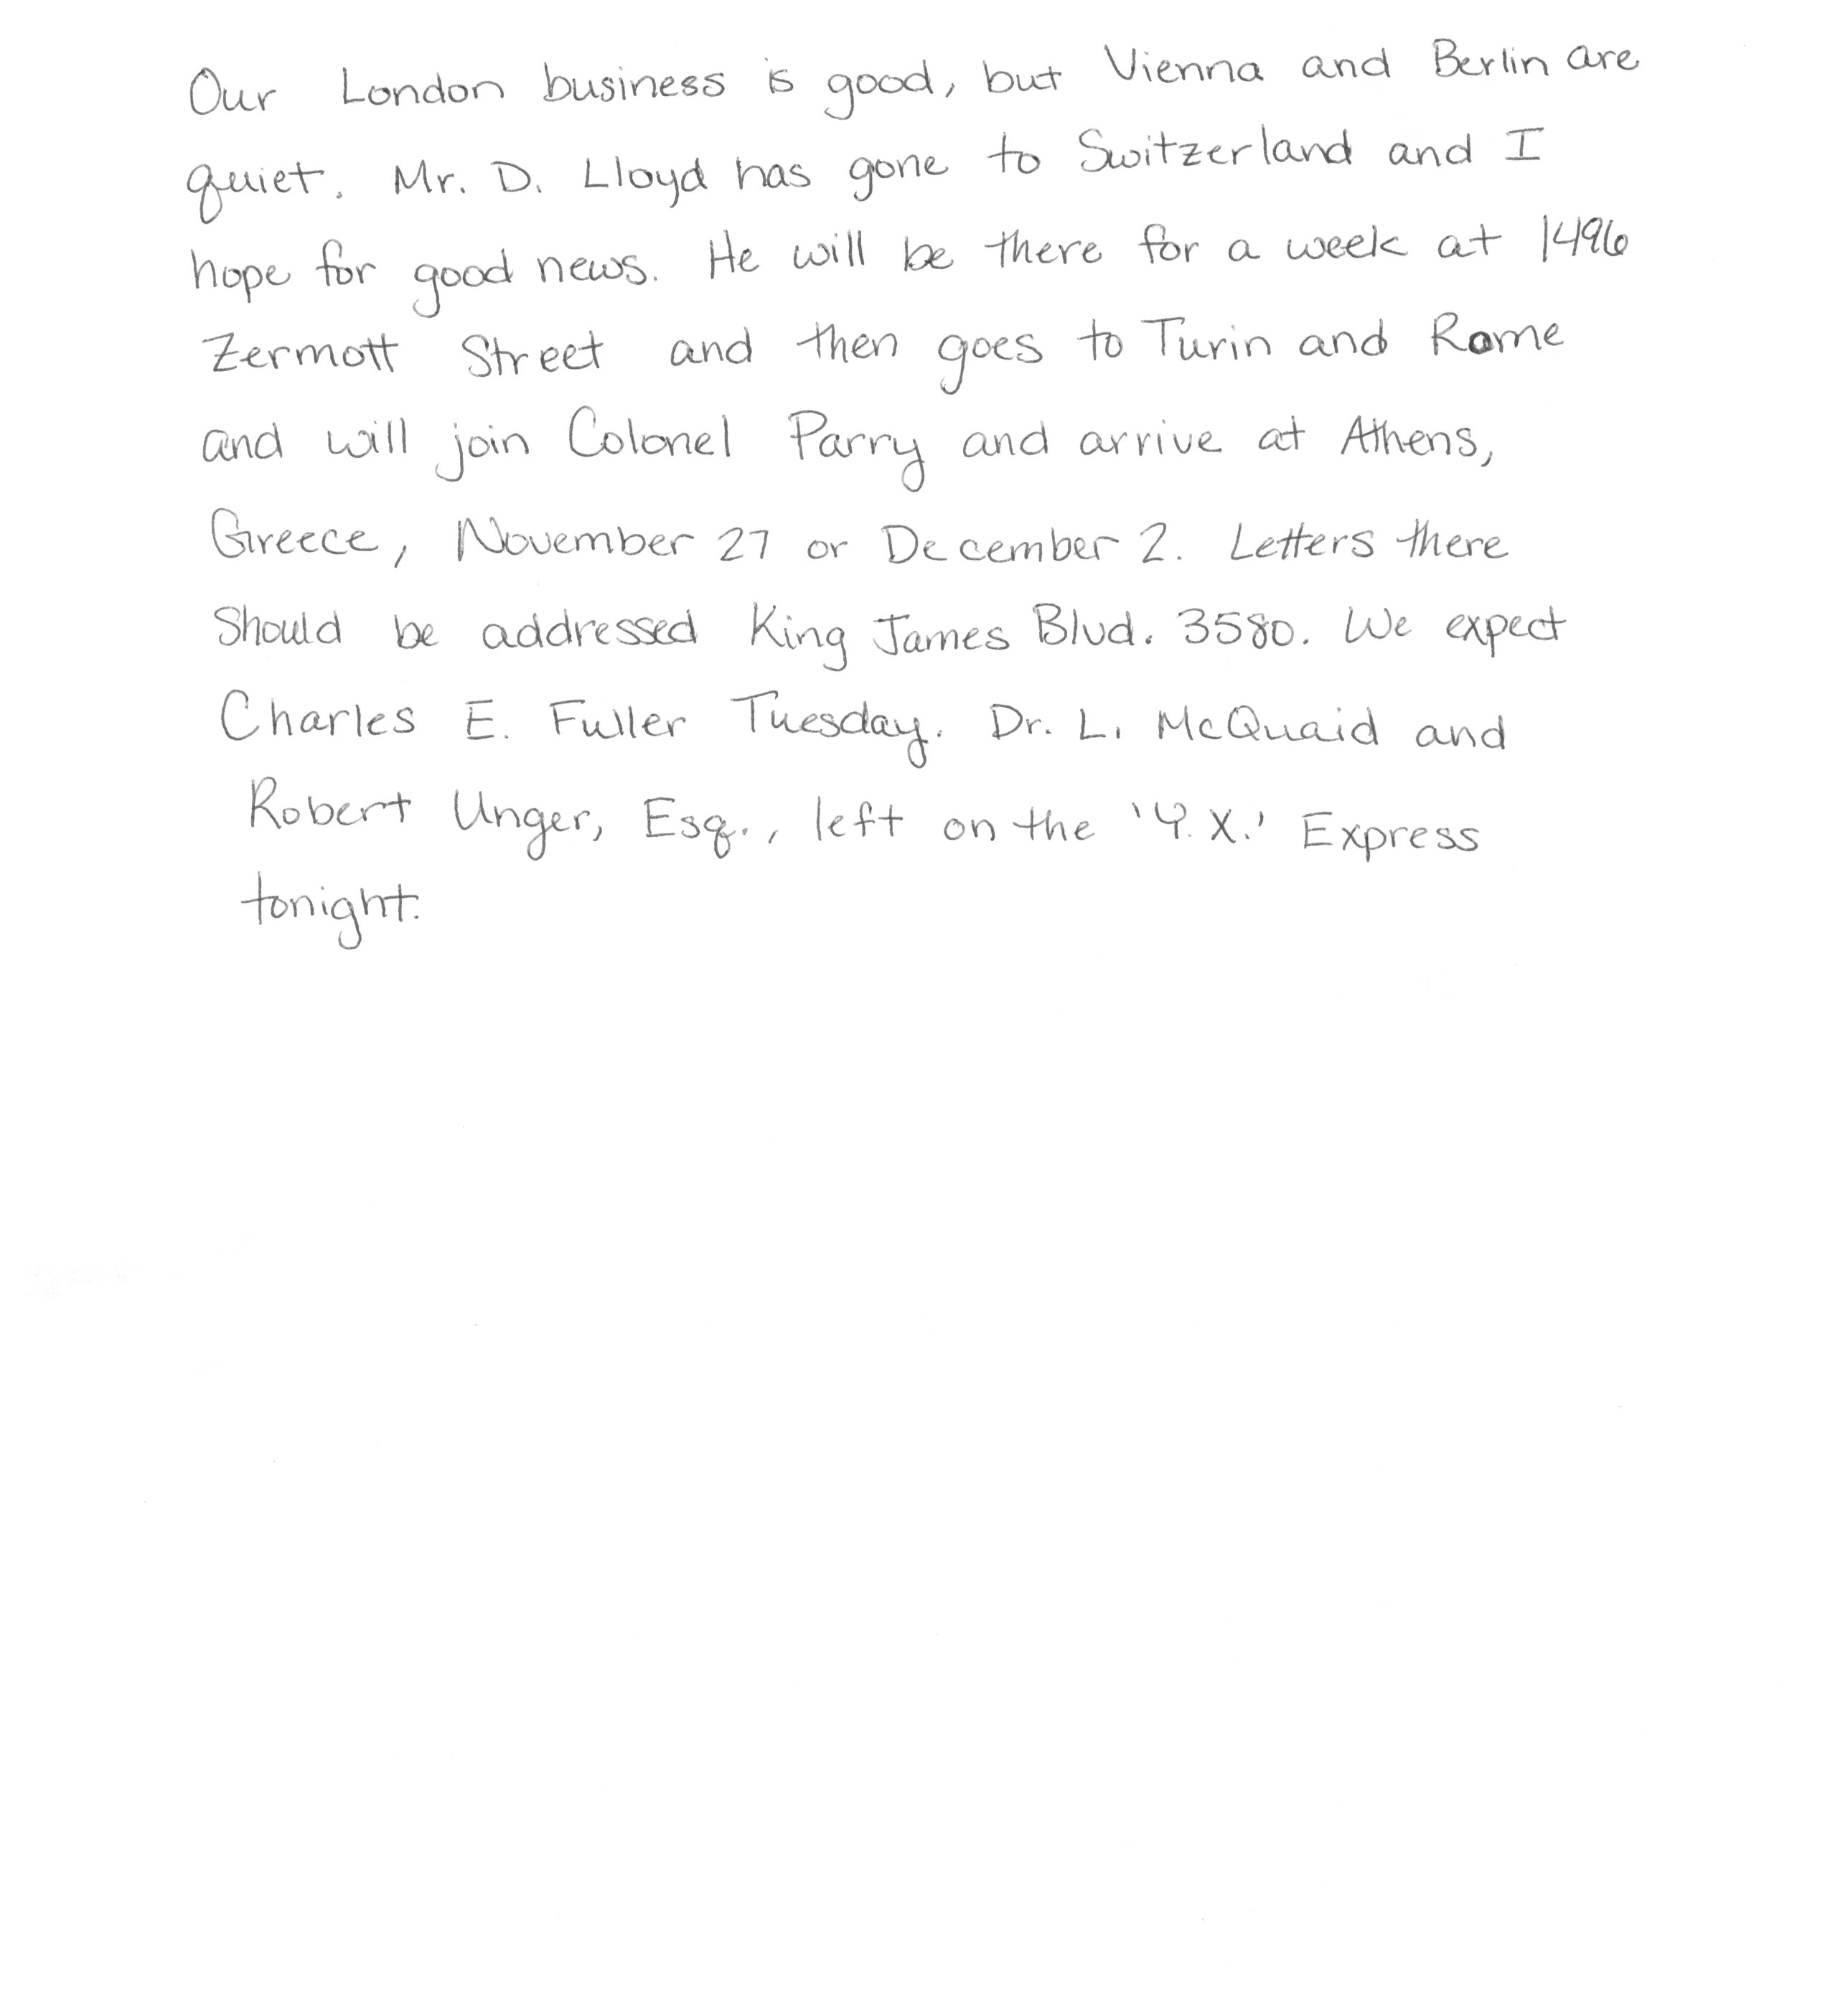 Our London business is good, but Vienna and Berlin are
quiet. Mr. D. Lloyd has gone to Switzerland and I
hope for good news. He will be there for a week at 1496
Zermott Street and then goes to Turin and Rome
and will join Colonel Parry and arrive at Athens,
Greece, November 27 or December 2. Letters there
Should be addressed King James Blvd. 3580. We expect
Charles E. Fuller Tuesday. Dr. L. McQuaid and
Robert Unger, Esq., left on the 'Y.X.' Express
tonight.